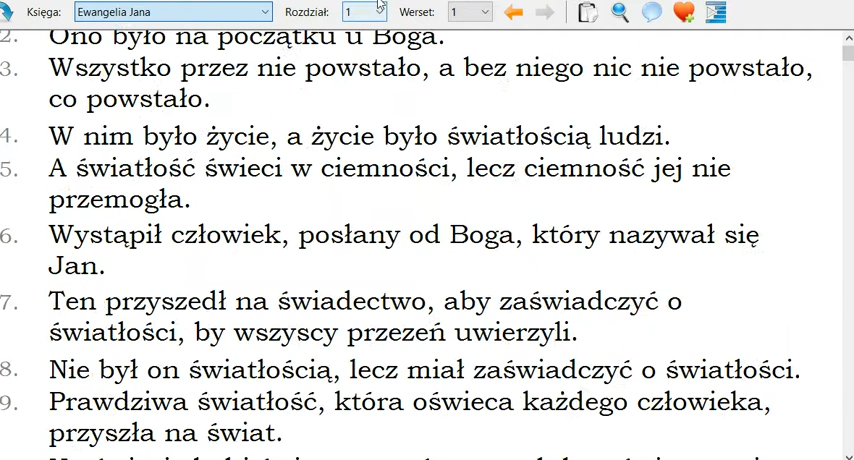 Księga: Ewangelia Jana Rozdział: 1 Werset: 1
2. Ono było na początku u Boga.
3. Wszystko przez nie powstało, a bez niego nic nie powstało,
co powstało.
4. W nim było życie, a życie było światłością ludzi.
5. A światłość świeci w ciemności, lecz ciemność jej nie
przemogła.
6. Wystąpił człowiek, posłany od Boga, który nazywał się
Jan.
7. Ten przyszedł na świadectwo, aby zaświadczyć o
światłości, by wszyscy przezeń uwierzyli.
8. Nie był on światłością, lecz miał zaświadczyć o światłości.
9. Prawdziwa światłość, która oświeca każdego człowieka,
przyszła na świat.